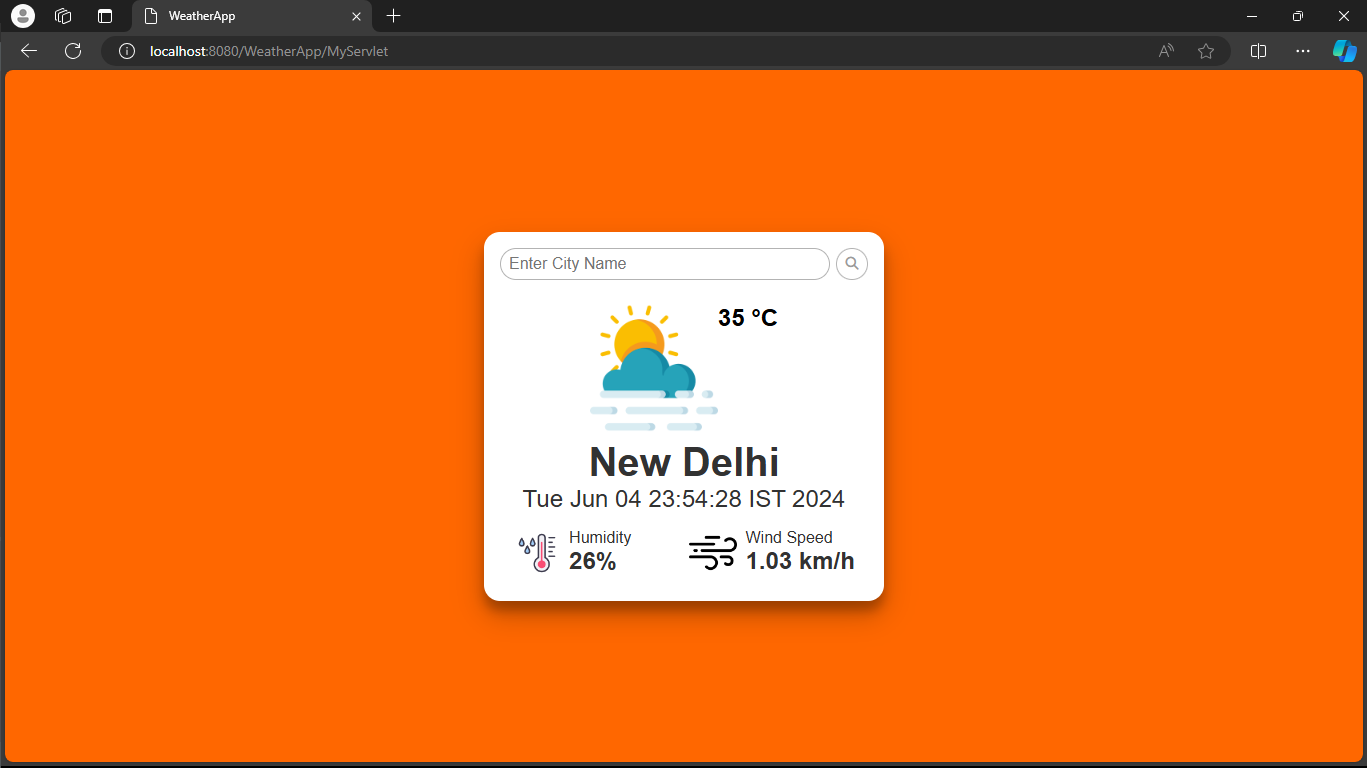 WeatherApp
localhost:8080/WeatherApp/MyServlet
Enter City Name
35 °C
New Delhi
Tue Jun 04 23:54:28 IST 2024
Humidity
26%
Wind Speed
1.03 km/h